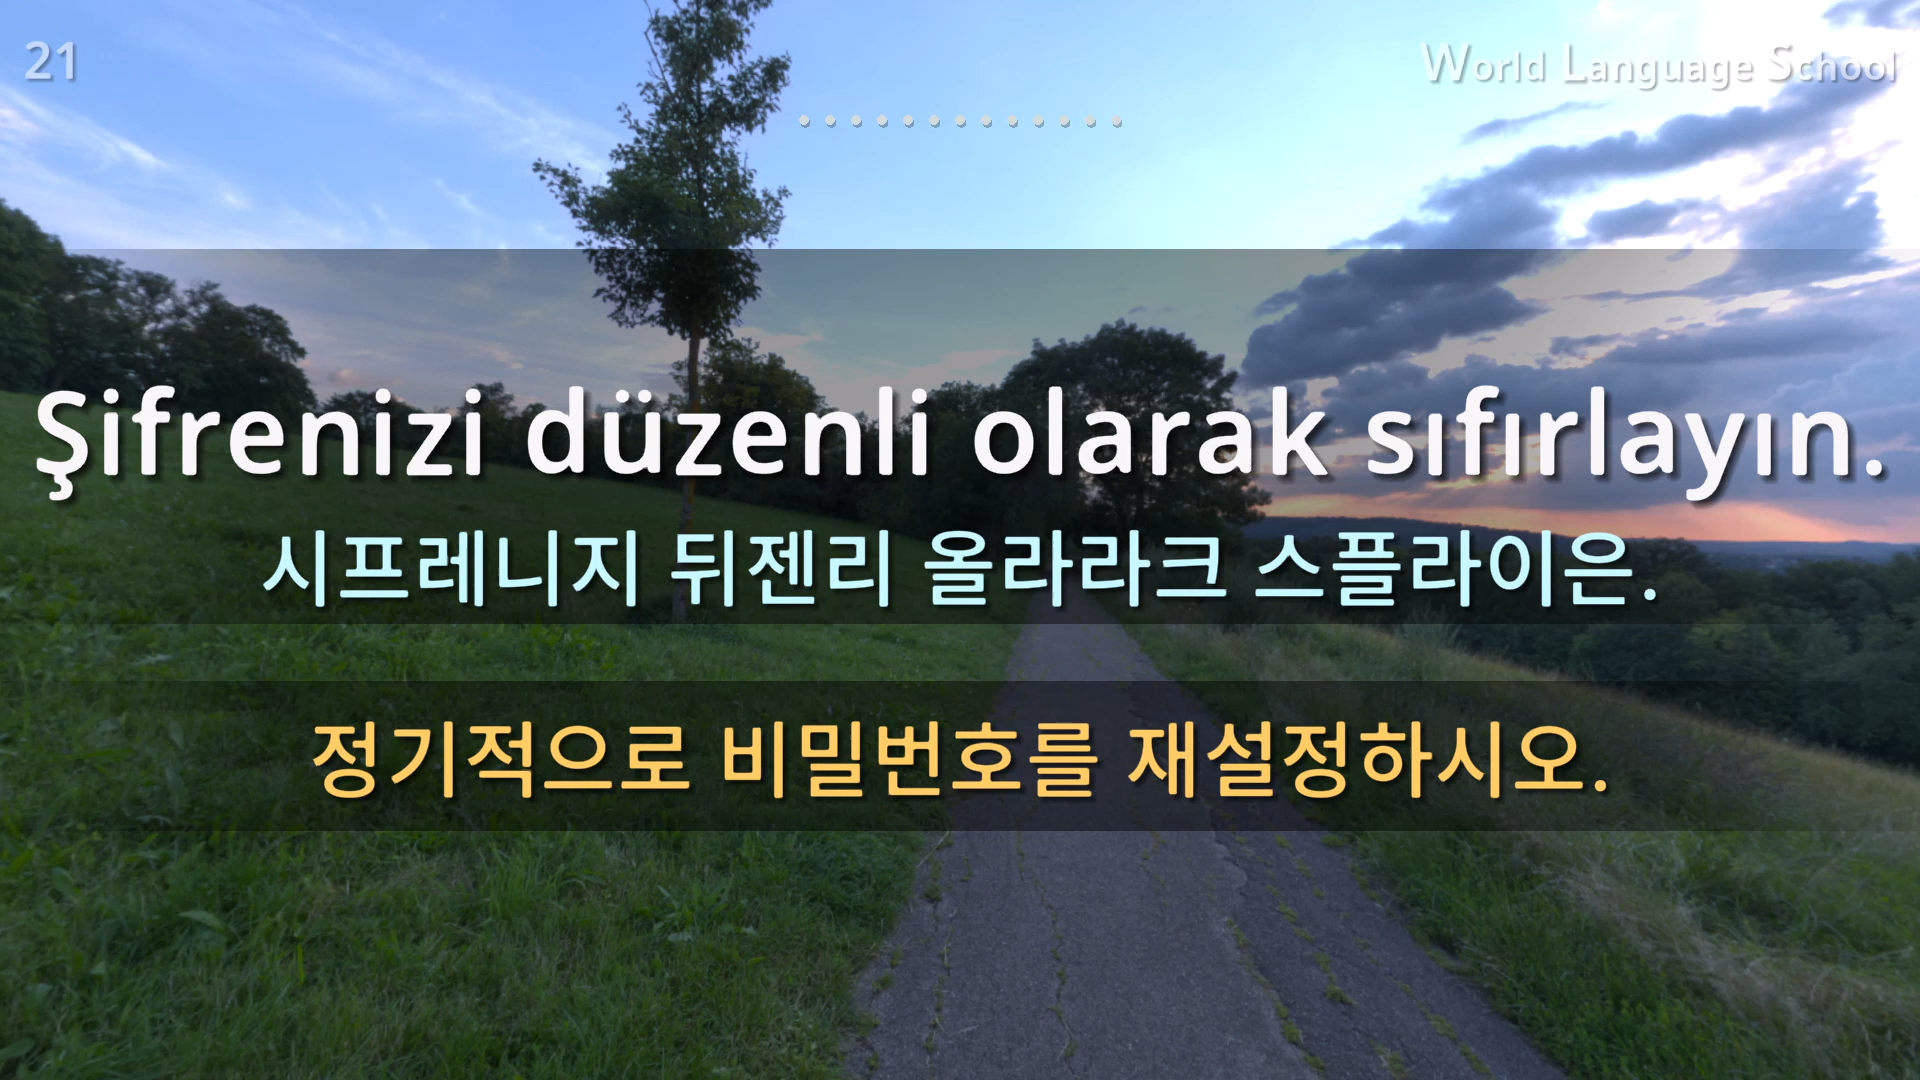 21
World Language School
Şifrenizi düzenli olarak sıfırlayın.
시프레니지 뒤젠리 올라라크 스플라이은.
정기적으로 비밀번호를 재설정하시오.